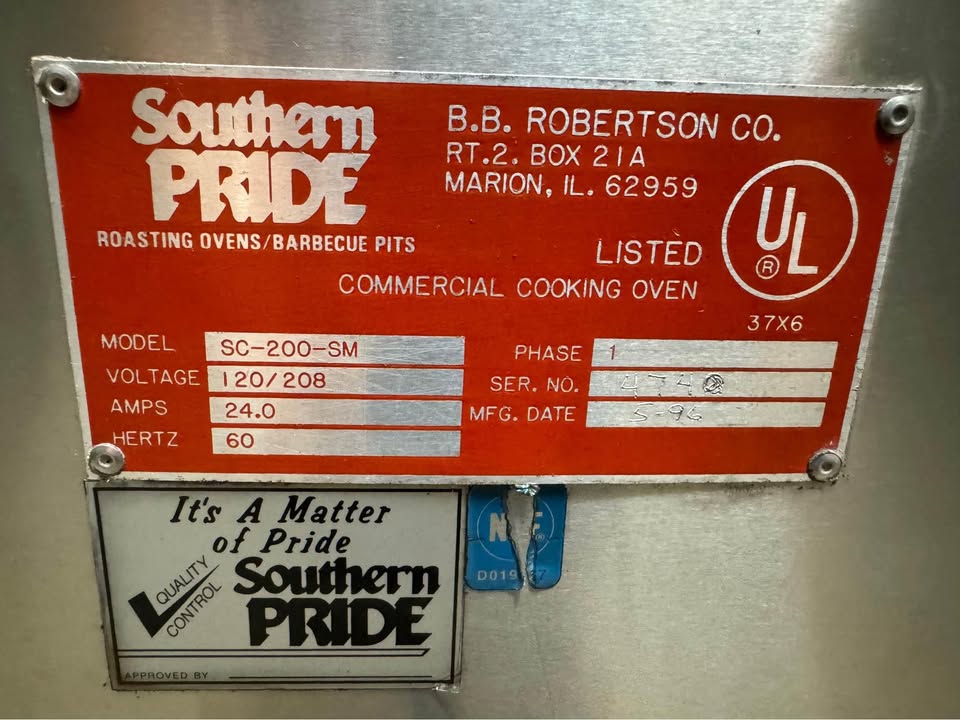 Southern
PRIDE
ROASTING OVENS/BARBECUE PITS
B.B. ROBERTSON CO.
RT.2. BOX 21A
MARION, IL. 62959
LISTED
COMMERCIAL COOKING OVEN
UL
®
37X6
MODEL SC-200-SM
VOLTAGE 120/208
AMPS 24.0
HERTZ 60
PHASE 1
SER. NO.
MFG. DATE 5-96
It's A Matter
of Pride
QUALITY
CONTROL
Southern
PRIDE
APPROVED BY